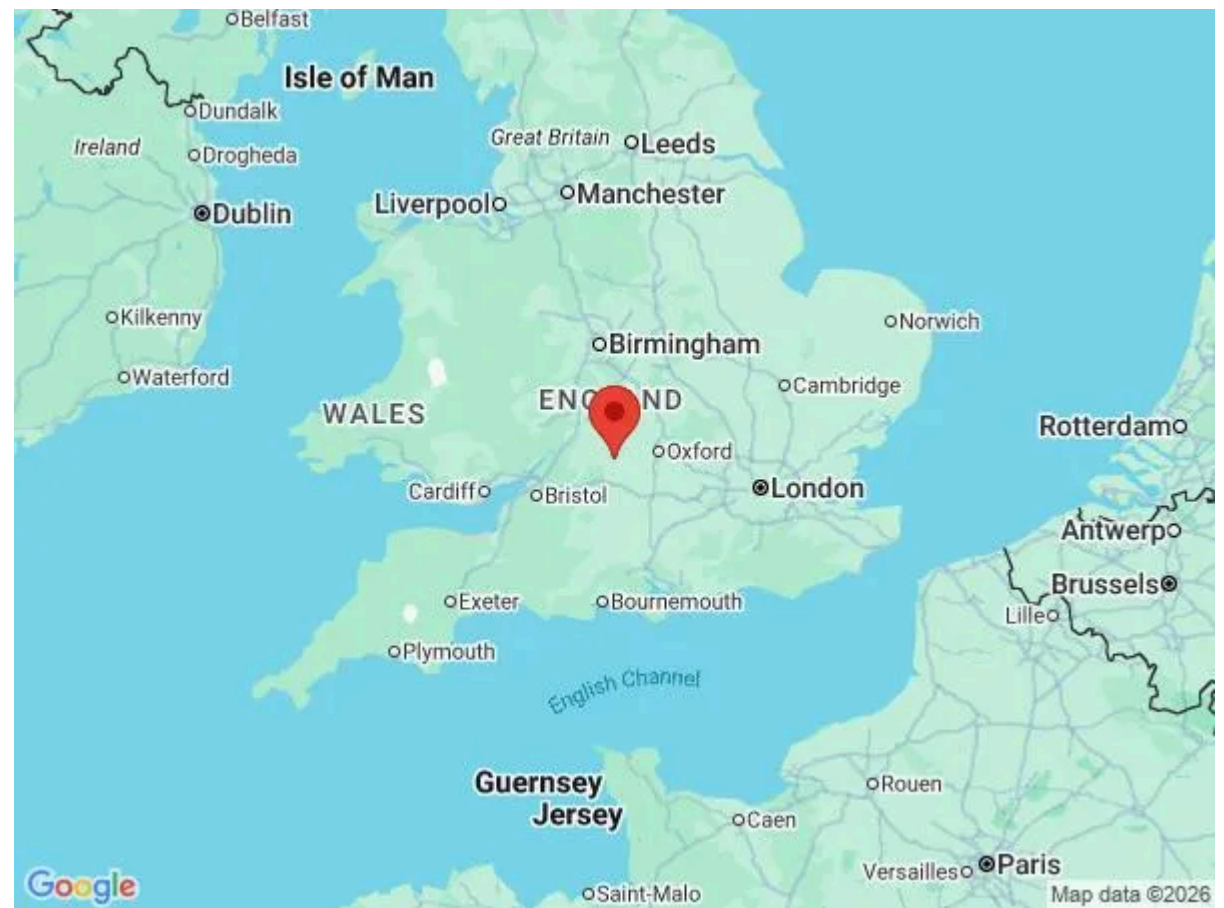 Belfast
Isle of Man
Dundalk
Great Britain
Leeds
Ireland
Drogheda
Manchester
Liverpool
Dublin
Kilkenny
Norwich
Birmingham
Waterford
Cambridge
ENG ND
WALES
Rotterdam
Oxford
Cardiff
Bristol
London
Antwerp
Brussels
Exeter
Bournemouth
Lille
Plymouth
English Channel
Guernsey
Jersey
Rouen
Caen
Versailles
Paris
Google
Saint-Malo
Map data ©2026